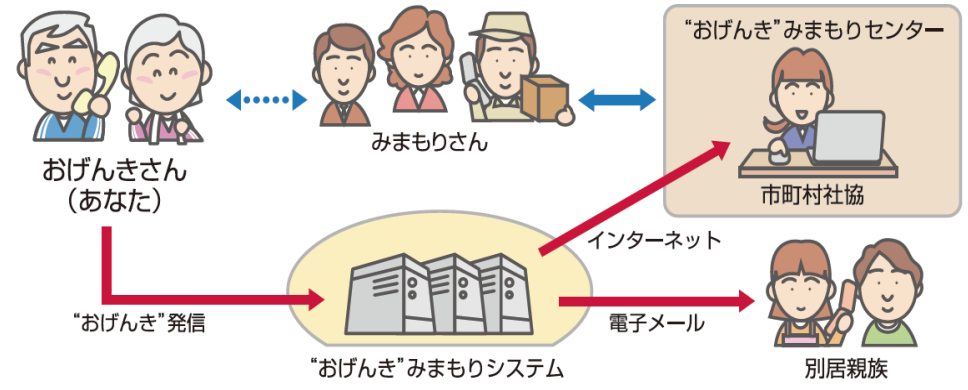 “おげんき”みまもりセンター
みまもりさん
おげんきさん
（あなた）
市町村社協
インターネット
“おげんき”発信
電子メール
“おげんき”みまもりシステム
別居親族